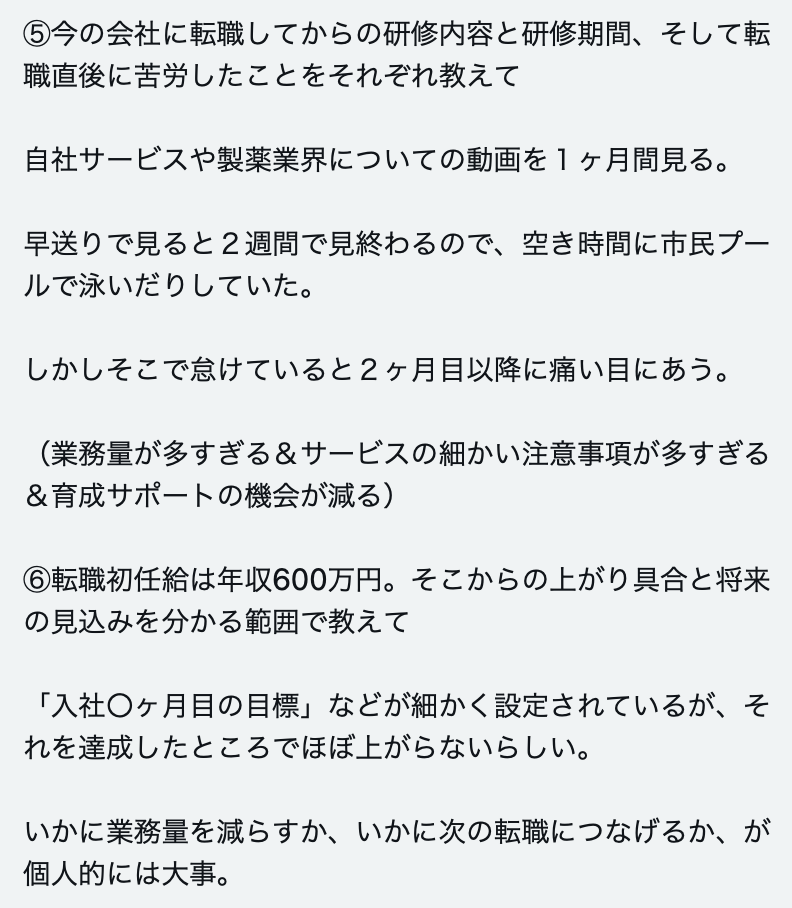 ⑤今の会社に転職してからの研修内容と研修期間、そして転
職直後に苦労したことをそれぞれ教えて
自社サービスや製薬業界についての動画を１ヶ月間見る。
早送りで見ると２週間で見終わるので、空き時間に市民プー
ルで泳いだりしていた。
しかしそこで怠けていると２ヶ月目以降に痛い目にあう。
（業務量が多すぎる＆サービスの細かい注意事項が多すぎる
＆育成サポートの機会が減る）
⑥転職初任給は年収600万円。そこからの上がり具合と将来
の見込みを分かる範囲で教えて
「入社〇ヶ月目の目標」などが細かく設定されているが、そ
れを達成したところでほぼ上がらないらしい。
いかに業務量を減らすか、いかに次の転職につなげるか、が
個人的には大事。